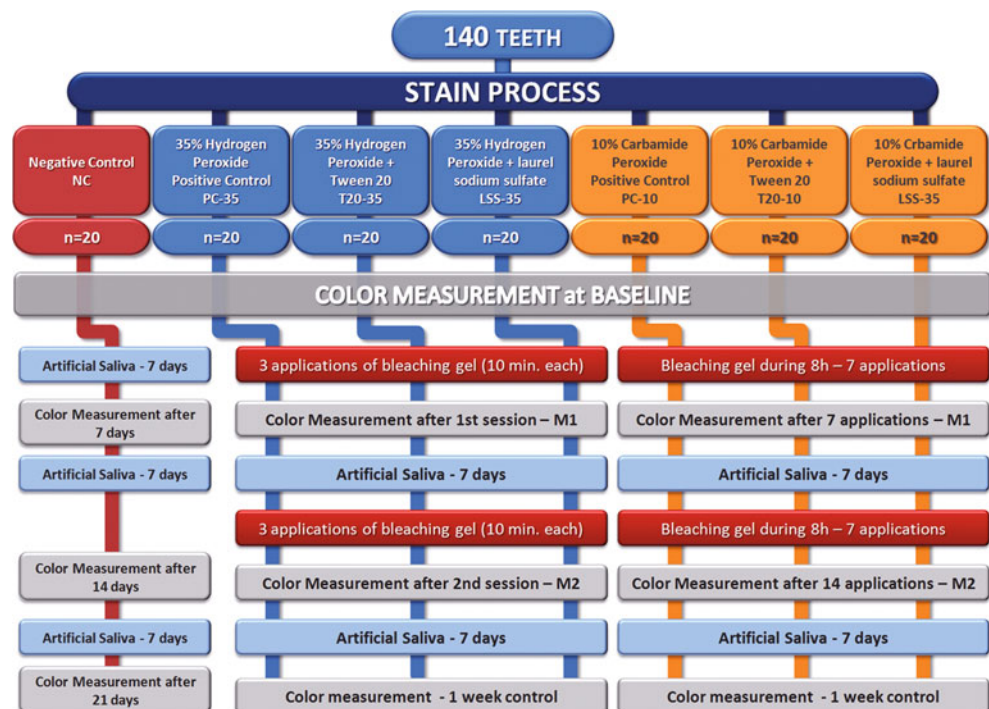 140 TEETH
STAIN PROCESS
Negative Control
NC
35% Hydrogen
Peroxide
Positive Control
PC-35
35% Hydrogen
Peroxide +
Tween 20
T20-35
35% Hydrogen
Peroxide + laurel
sodium sulfate
LSS-35
10% Carbamide
Peroxide
Positive Control
PC-10
10% Carbamide
Peroxide +
Tween 20
T20-10
10% Crbamide
Peroxide + laurel
sodium sulfate
LSS-35
n=20
n=20
n=20
n=20
n=20
n=20
n=20
COLOR MEASUREMENT at BASELINE
Artificial Saliva - 7 days
3 applications of bleaching gel (10 min. each)
Bleaching gel during 8h – 7 applications
Color Measurement after
7 days
Color Measurement after 1st session – M1
Color Measurement after 7 applications – M1
Artificial Saliva - 7 days
Artificial Saliva - 7 days
Artificial Saliva - 7 days
3 applications of bleaching gel (10 min. each)
Bleaching gel during 8h – 7 applications
Color Measurement after
14 days
Color Measurement after 2nd session – M2
Color Measurement after 14 applications – M2
Artificial Saliva - 7 days
Artificial Saliva - 7 days
Artificial Saliva - 7 days
Color Measurement after
21 days
Color measurement - 1 week control
Color measurement - 1 week control